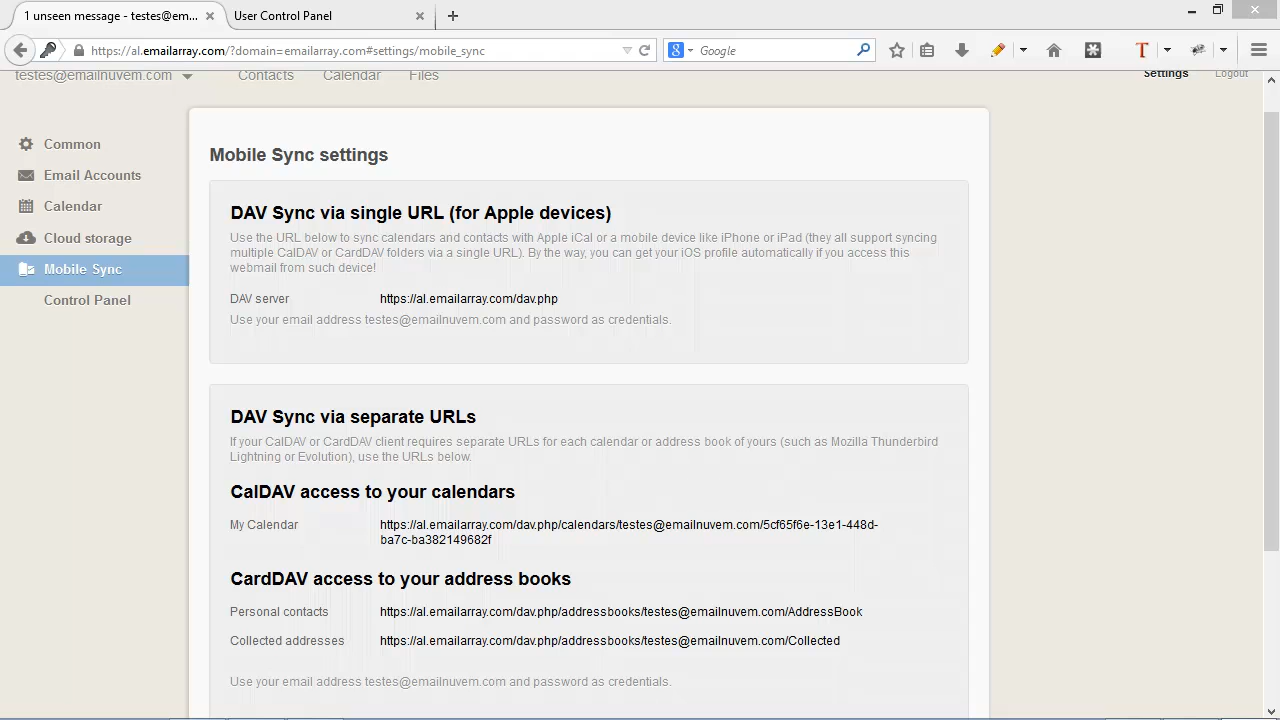 1 unseen message - testes@em...
User Control Panel
https://al.emailarray.com/?domain=emailarray.com#settings/mobile_sync
Google
testes@emailnuvem.com
Contacts
Calendar
Files
Settings
Logout
Common
Email Accounts
Calendar
Cloud storage
Mobile Sync
Control Panel
Mobile Sync settings
DAV Sync via single URL (for Apple devices)
Use the URL below to sync calendars and contacts with Apple iCal or a mobile device like iPhone or iPad (they all support syncing
multiple CalDAV or CardDAV folders via a single URL). By the way, you can get your iOS profile automatically if you access this
webmail from such device!
DAV server https://al.emailarray.com/dav.php
Use your email address testes@emailnuvem.com and password as credentials.
DAV Sync via separate URLs
If your CalDAV or CardDAV client requires separate URLs for each calendar or address book of yours (such as Mozilla Thunderbird
Lightning or Evolution), use the URLs below.
CalDAV access to your calendars
My Calendar https://al.emailarray.com/dav.php/calendars/testes@emailnuvem.com/5cf65f6e-13e1-448d-
ba7c-ba382149682f
CardDAV access to your address books
Personal contacts https://al.emailarray.com/dav.php/addressbooks/testes@emailnuvem.com/AddressBook
Collected addresses https://al.emailarray.com/dav.php/addressbooks/testes@emailnuvem.com/Collected
Use your email address testes@emailnuvem.com and password as credentials.